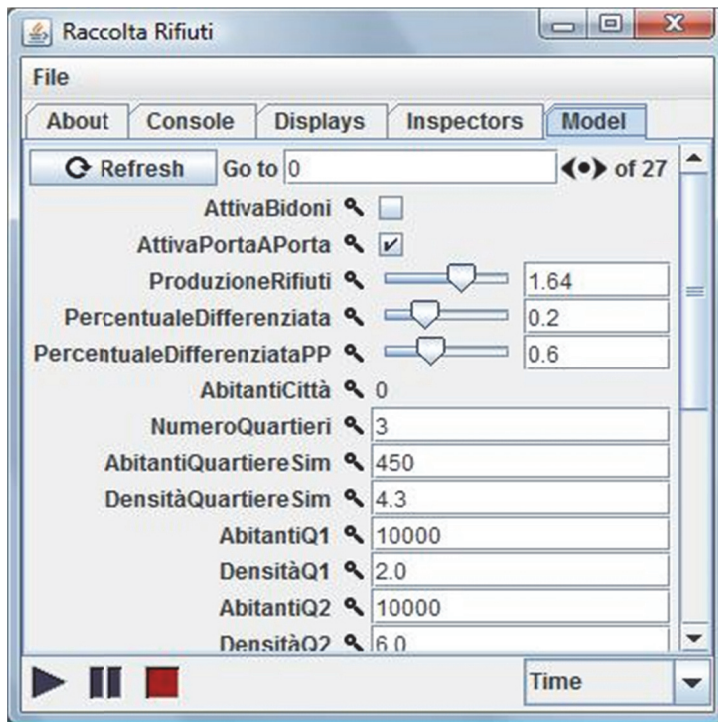 Raccolta Rifiuti
File
About Console Displays Inspectors Model
Refresh Go to 0 of 27
AttivaBidoni
AttivaPortaAPorta
ProduzioneRifiuti 1.64
PercentualeDifferenziata 0.2
PercentualeDifferenziataPP 0.6
AbitantiCittà 0
NumeroQuartieri 3
AbitantiQuartiereSim 450
DensitàQuartiereSim 4.3
AbitantiQ1 10000
DensitàQ1 2.0
AbitantiQ2 10000
DensitàQ2 6.0
Time